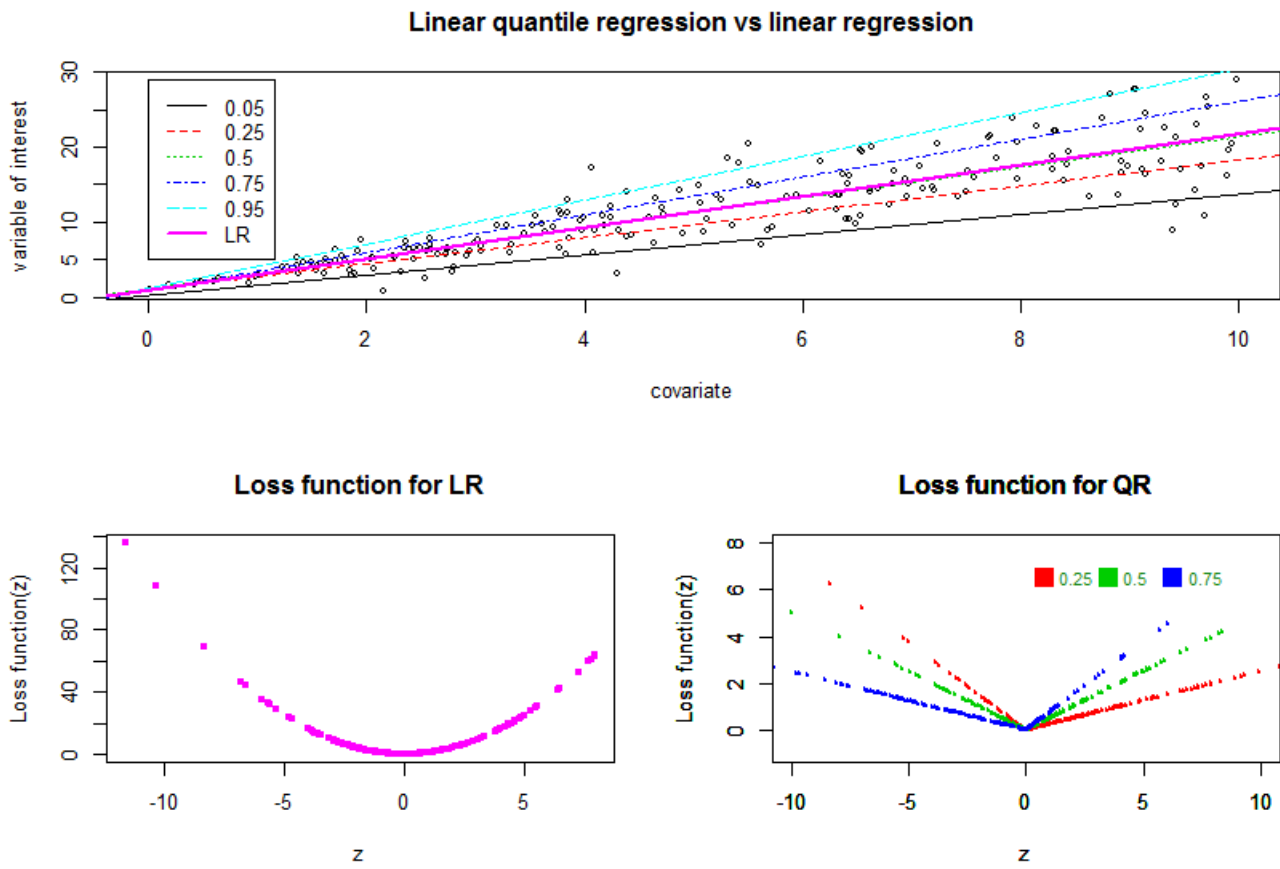 Linear quantile regression vs linear regression
variable of interest
30
20
10
5
0
0.05
0.25
0.5
0.75
0.95
LR
0 2 4 6 8 10
covariate
Loss function for LR
Loss function(z)
120
80
40
0
-10 -5 0 5
z
Loss function for QR
Loss function(z)
8
6
4
2
0
0.25 0.5 0.75
-10 -5 0 5 10
z